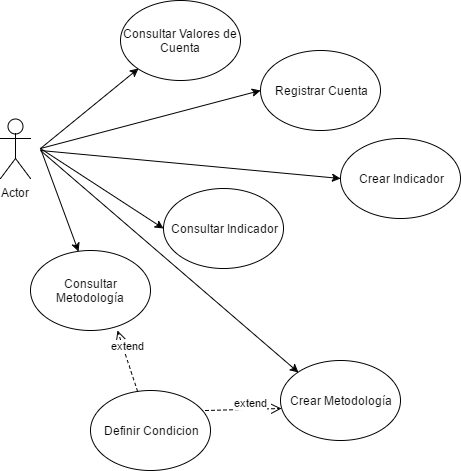 Consultar Valores de
Cuenta
Registrar Cuenta
Actor
Crear Indicador
Consultar Indicador
Consultar
Metodología
extend
extend
Crear Metodología
Definir Condicion